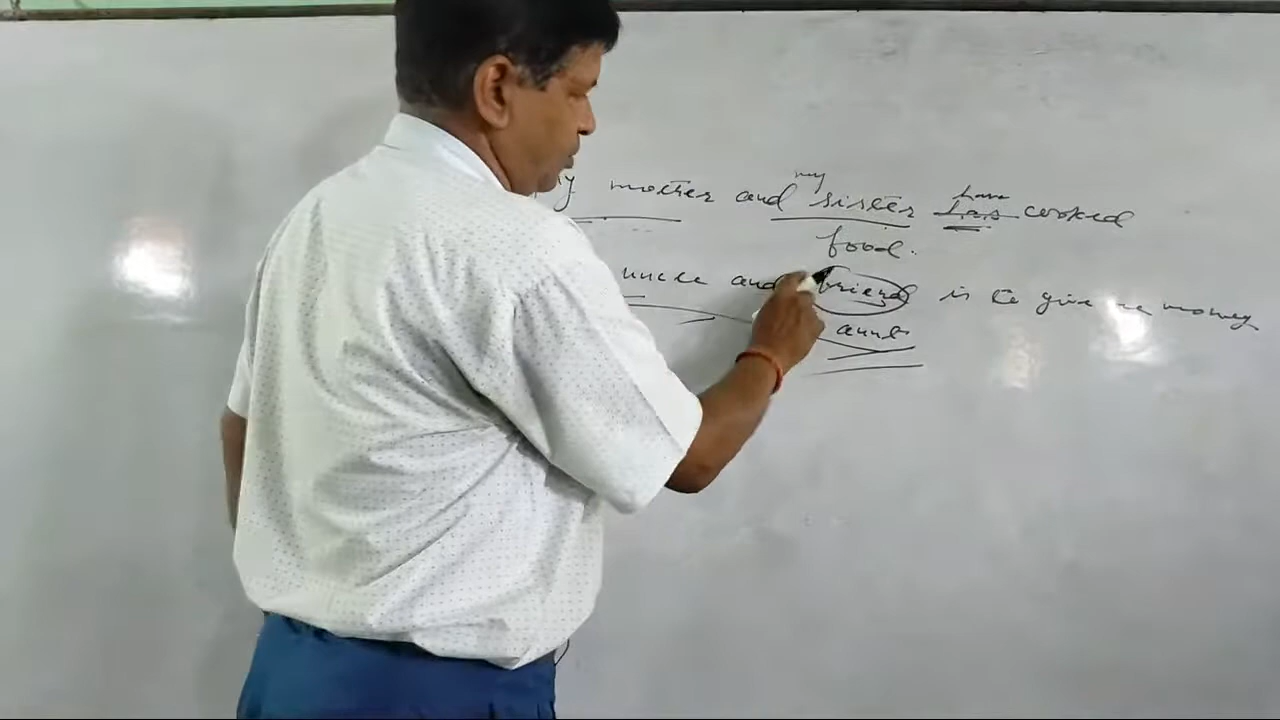 my
y mother and sister has cooked
have
food.
uncle and friend is to give me money
aunt